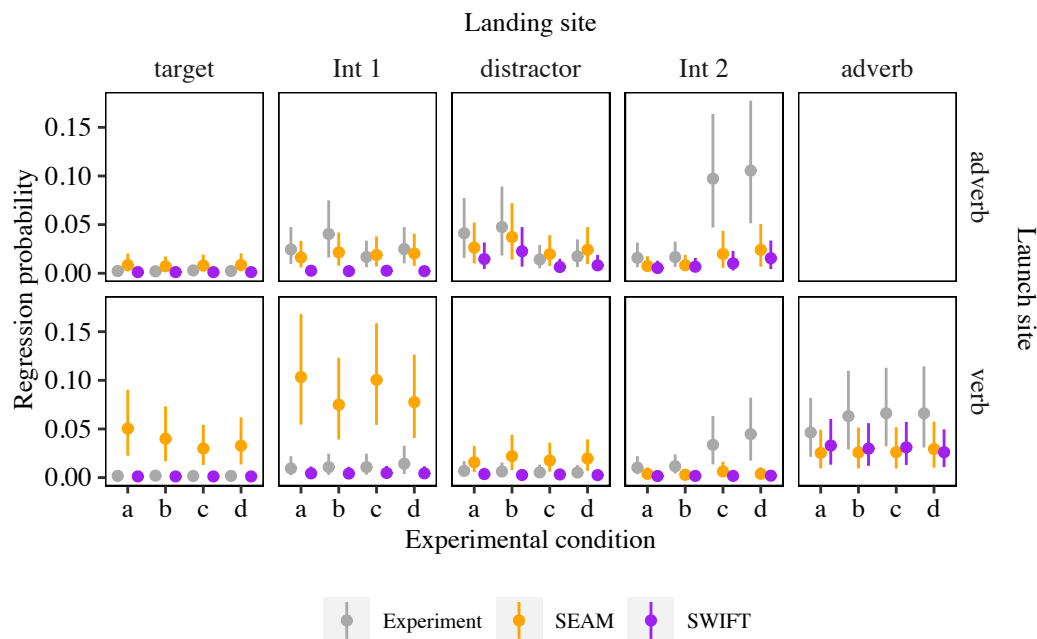 Landing site
target Int 1 distractor Int 2 adverb
Regression probability
0.15
0.10
0.05
0.00
adverb
0.15
0.10
0.05
0.00
verb
Launch site
a b c d a b c d a b c d a b c d a b c d
Experimental condition
Experiment SEAM SWIFT